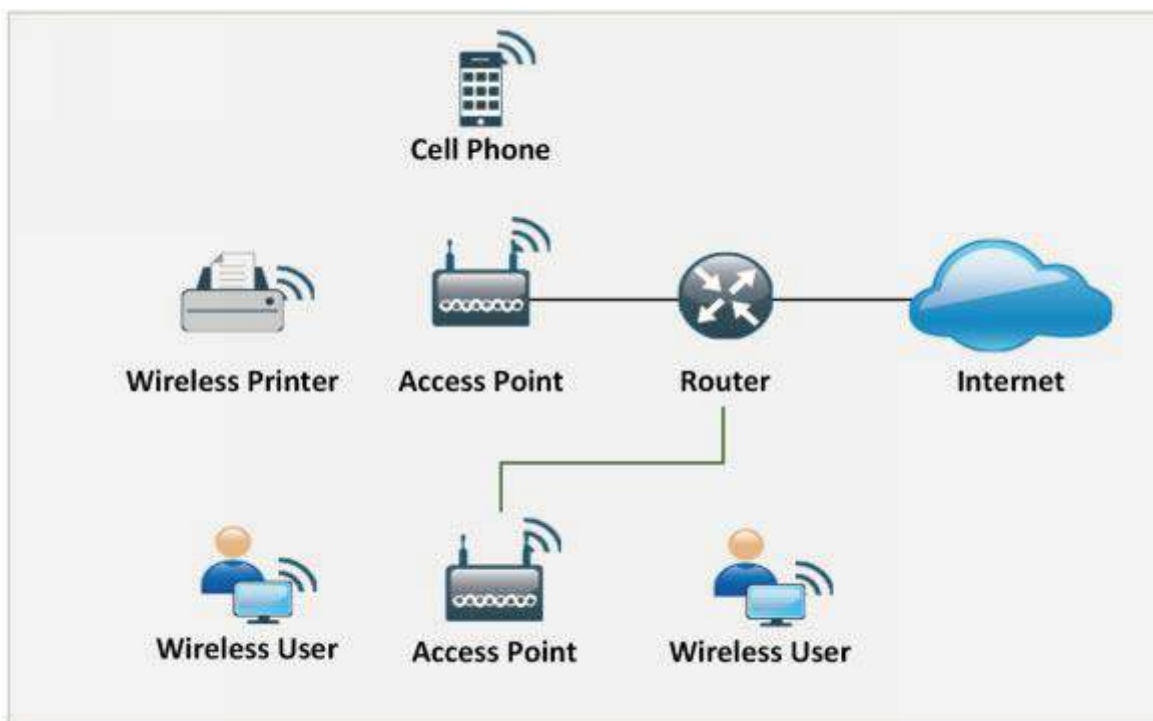 Cell Phone
Wireless Printer
Access Point
Router
Internet
Wireless User
Access Point
Wireless User